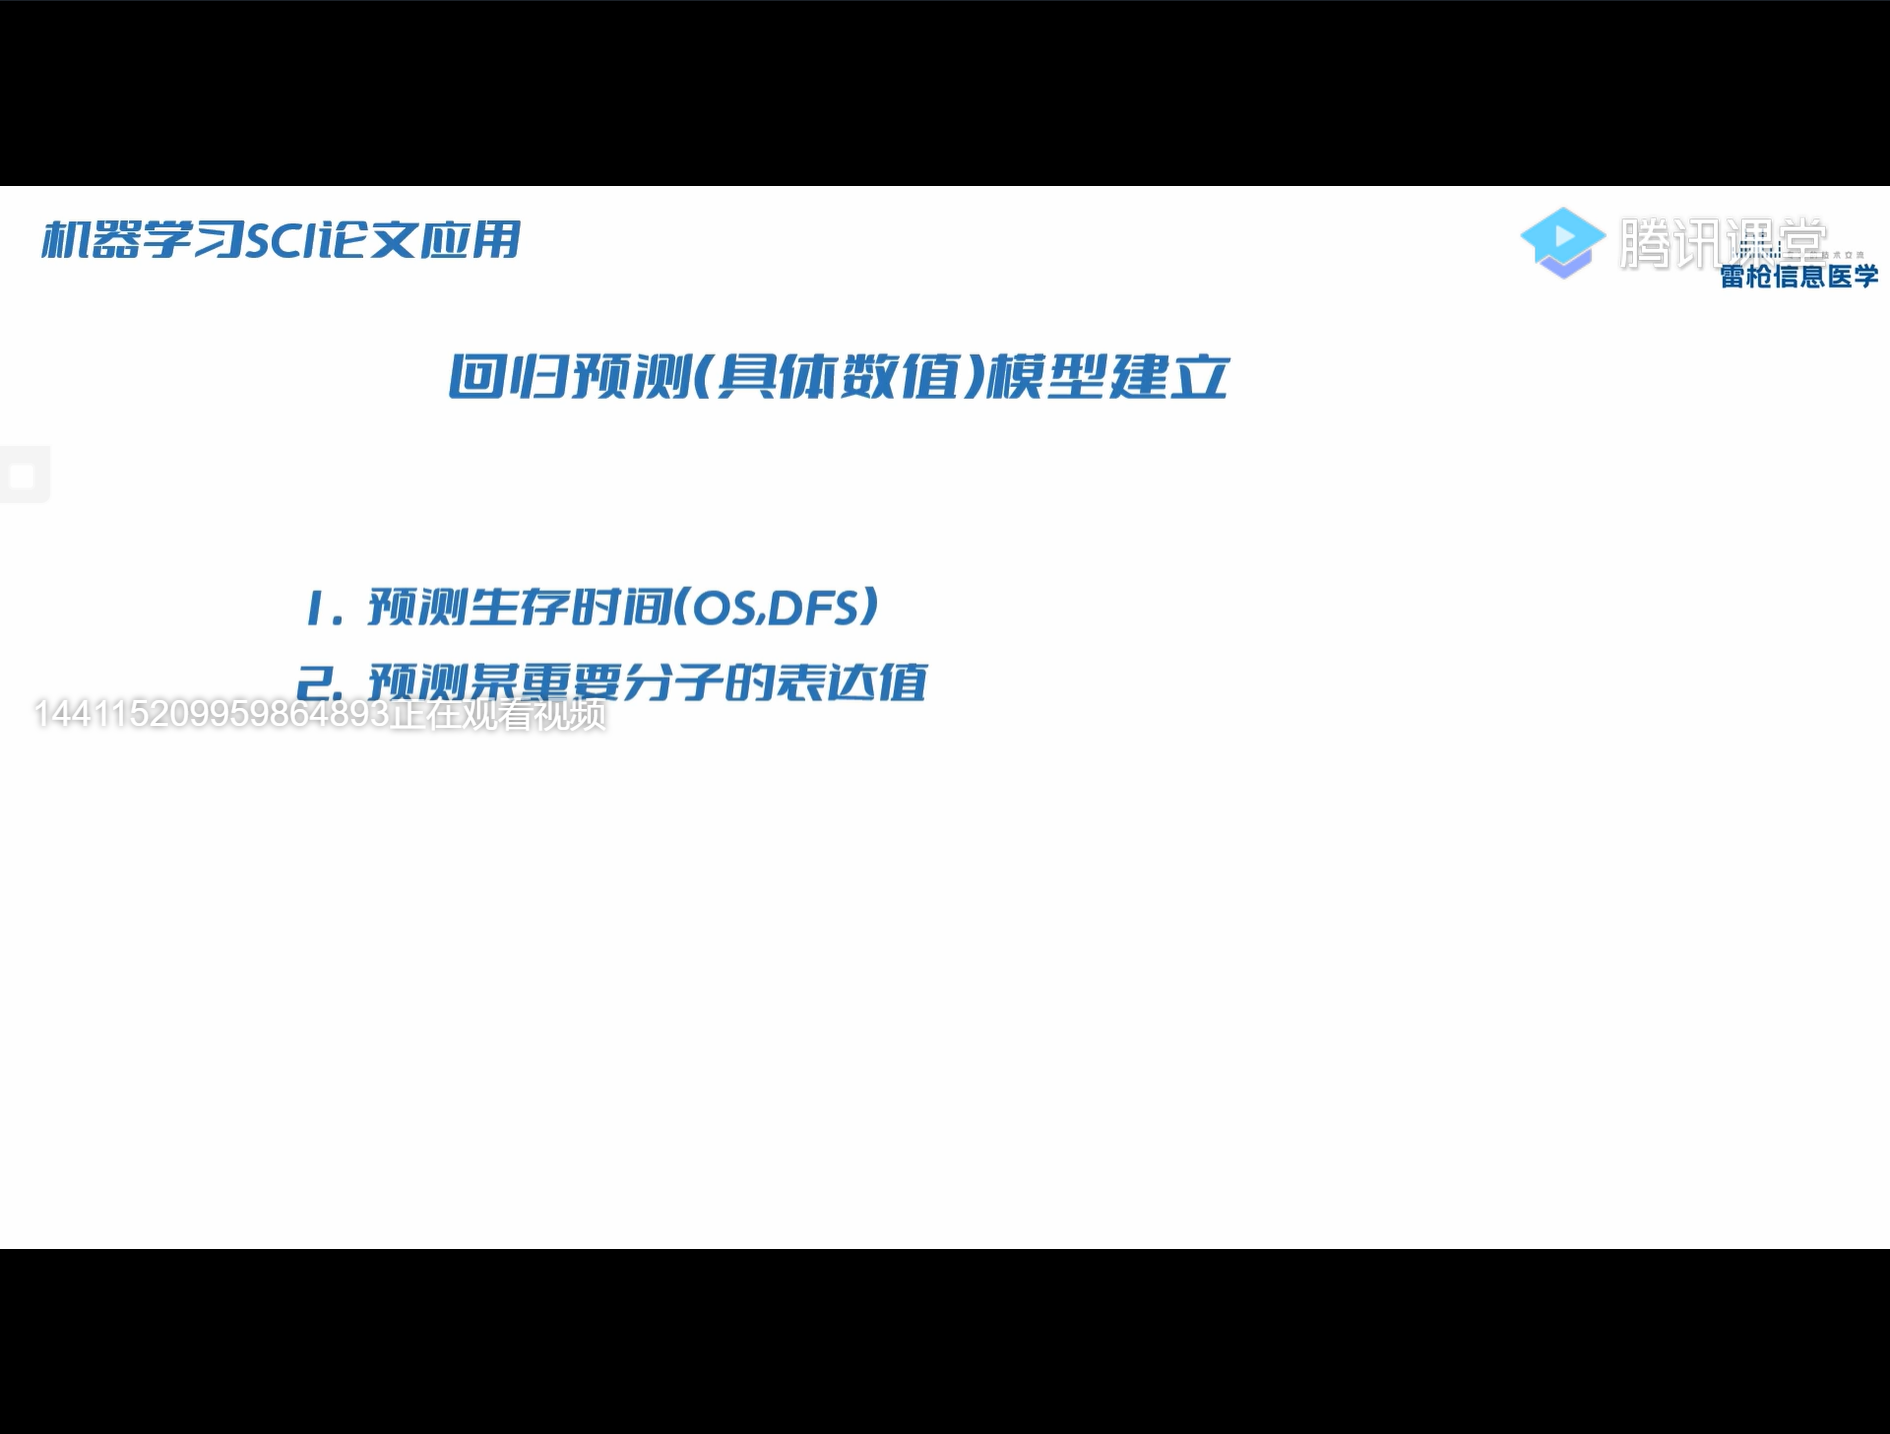 机器学习SCI论文应用
腾讯课堂
雷枪信息医学
回归预测(具体数值)模型建立
1. 预测生存时间(OS,DFS)
2. 预测某重要分子的表达值
144115209959864893正在观看视频